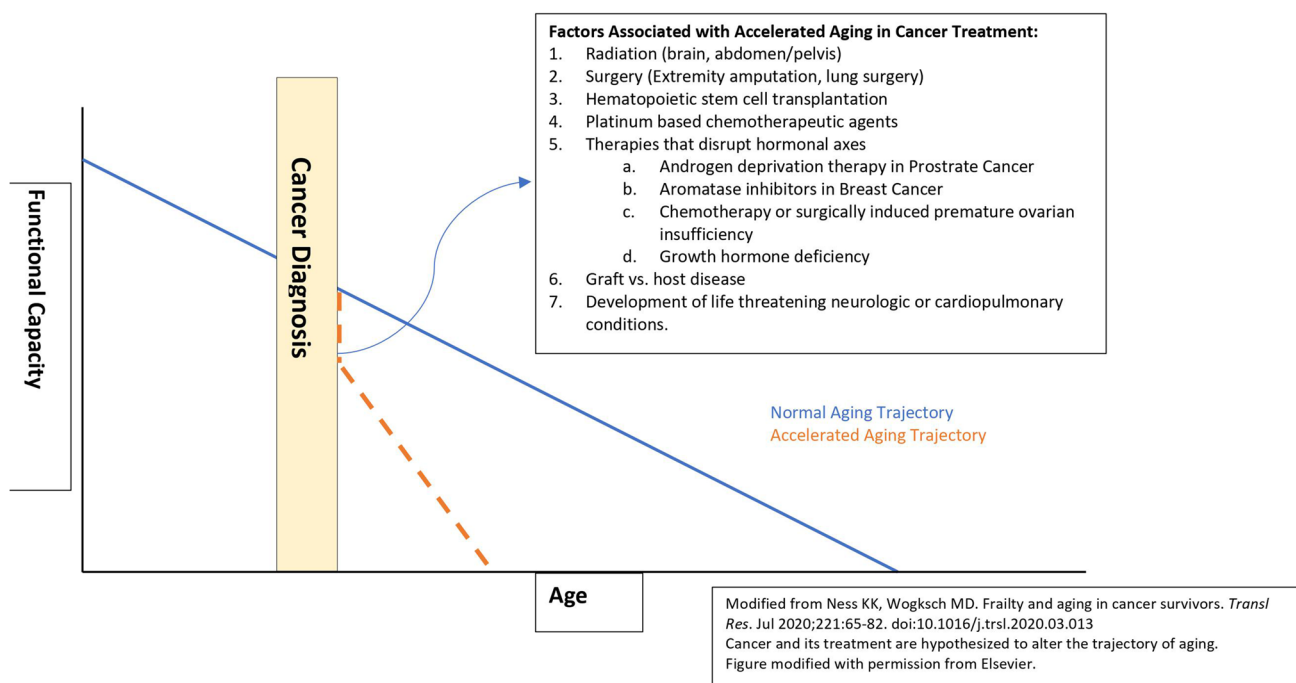 Factors Associated with Accelerated Aging in Cancer Treatment:
1. Radiation (brain, abdomen/pelvis)
2. Surgery (Extremity amputation, lung surgery)
3. Hematopoietic stem cell transplantation
4. Platinum based chemotherapeutic agents
5. Therapies that disrupt hormonal axes
a. Androgen deprivation therapy in Prostrate Cancer
b. Aromatase inhibitors in Breast Cancer
c. Chemotherapy or surgically induced premature ovarian
insufficiency
d. Growth hormone deficiency
6. Graft vs. host disease
7. Development of life threatening neurologic or cardiopulmonary
conditions.
Functional Capacity
Cancer Diagnosis
Normal Aging Trajectory
Accelerated Aging Trajectory
Age
Modified from Ness KK, Wogksch MD. Frailty and aging in cancer survivors. Transl
Res. Jul 2020;221:65-82. doi:10.1016/j.trsl.2020.03.013
Cancer and its treatment are hypothesized to alter the trajectory of aging.
Figure modified with permission from Elsevier.